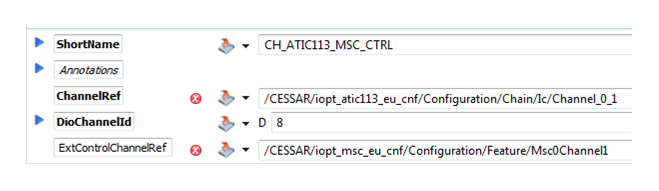 ShortName CH_ATIC113_MSC_CTRL
Annotations
ChannelRef /CESSAR/iopt_atic113_eu_cnf/Configuration/Chain/Ic/Channel_0_1
DioChannelId D 8
ExtControlChannelRef /CESSAR/iopt_msc_eu_cnf/Configuration/Feature/Msc0Channel1